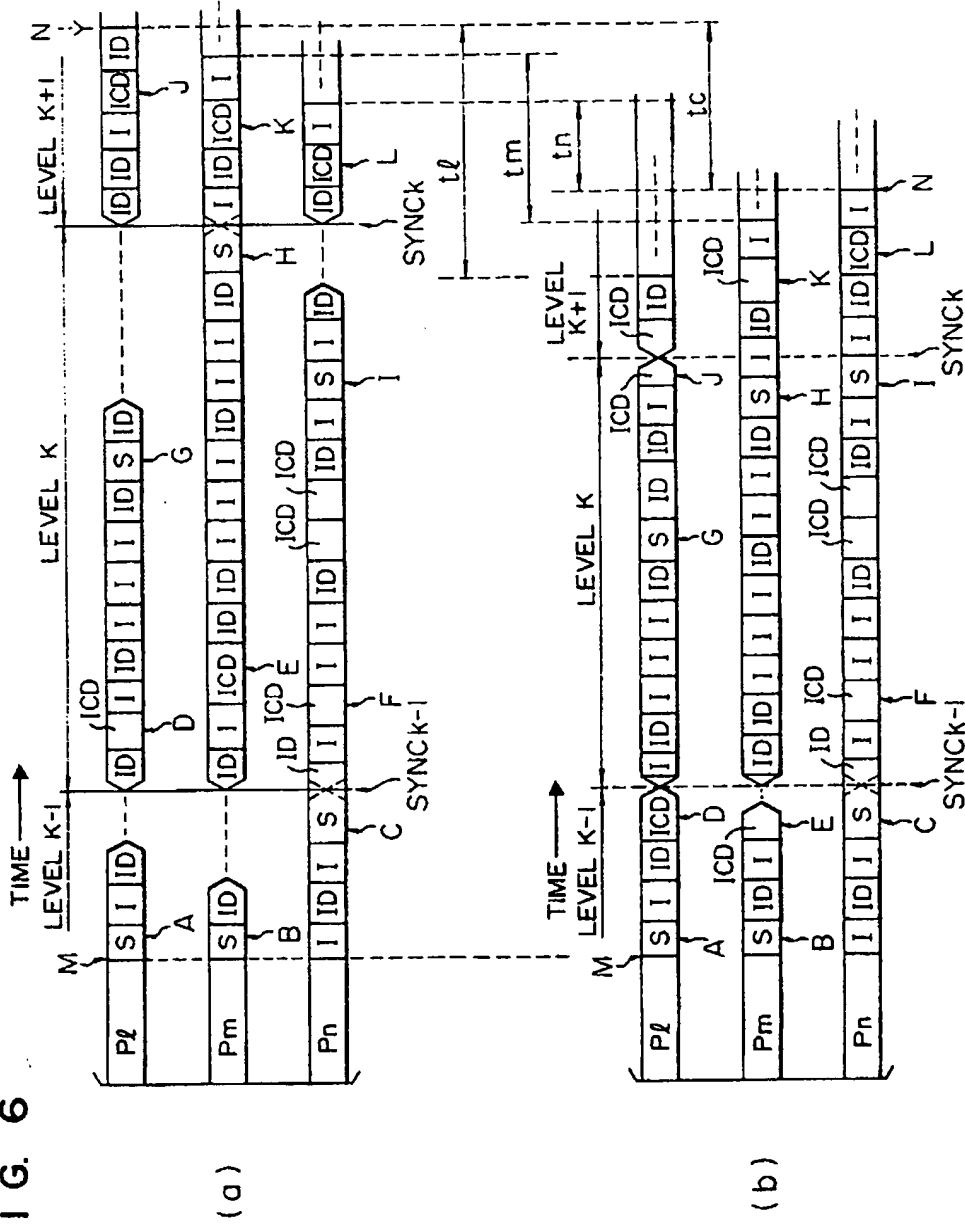 FIG. 6
(a)
TIME
LEVEL K-1
LEVEL K
LEVEL K+1
M
N
Y
ICD
Pl S I ID ID I ID I I I ID S ID ID ID I ICD ID
A D G J
Pm S ID ID I ICD ID ID I I I ID I I ID S I ID ICD I
B E H K
ID ICD ICD ICD
Pn I ID I S I I I ID ID I S I ID ID ICD I
C F I L
SYNCk-1
SYNCk
tl
tm
tn
tc
(b)
TIME
LEVEL K-1
LEVEL K
LEVEL K+1
M
ICD ICD
Pl S I ID ICD I ID I I I ID S ID ID I ID
A D G J
ICD ICD
Pm S ID I ID ID I I I ID I I ID S I ID I
B E H K
ID ICD ICD ICD
Pn I ID I S I I I ID ID I S I ID ICD I
C F I L N
SYNCk-1
SYNCk